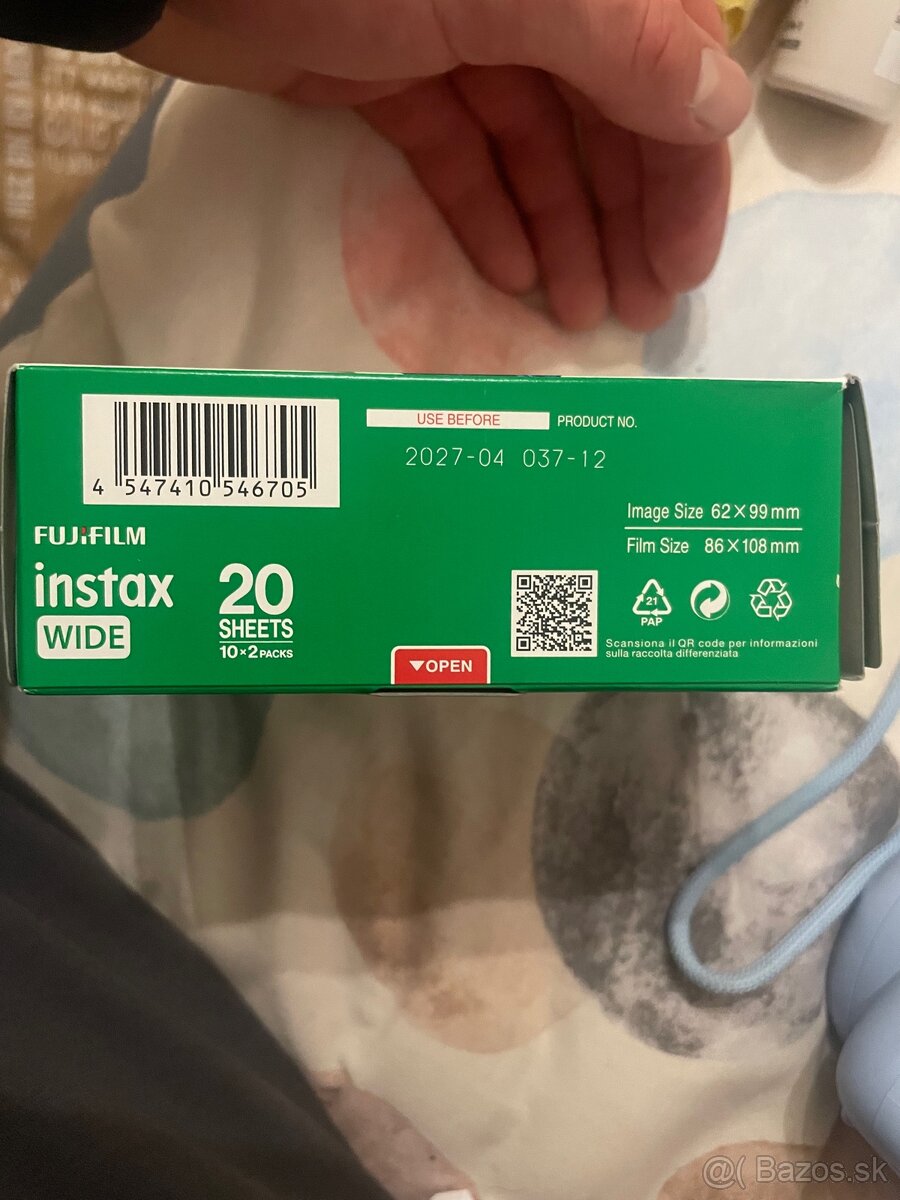 USE BEFORE
PRODUCT NO.
2027-04 037-12
4 547410 546705
Image Size 62×99mm
Film Size 86×108mm
FUJIFILM
instax
WIDE
20
SHEETS
10×2 PACKS
21
PAP
Scansiona il QR code per informazioni
sulla raccolta differenziata
▼OPEN
@( Bazos.sk